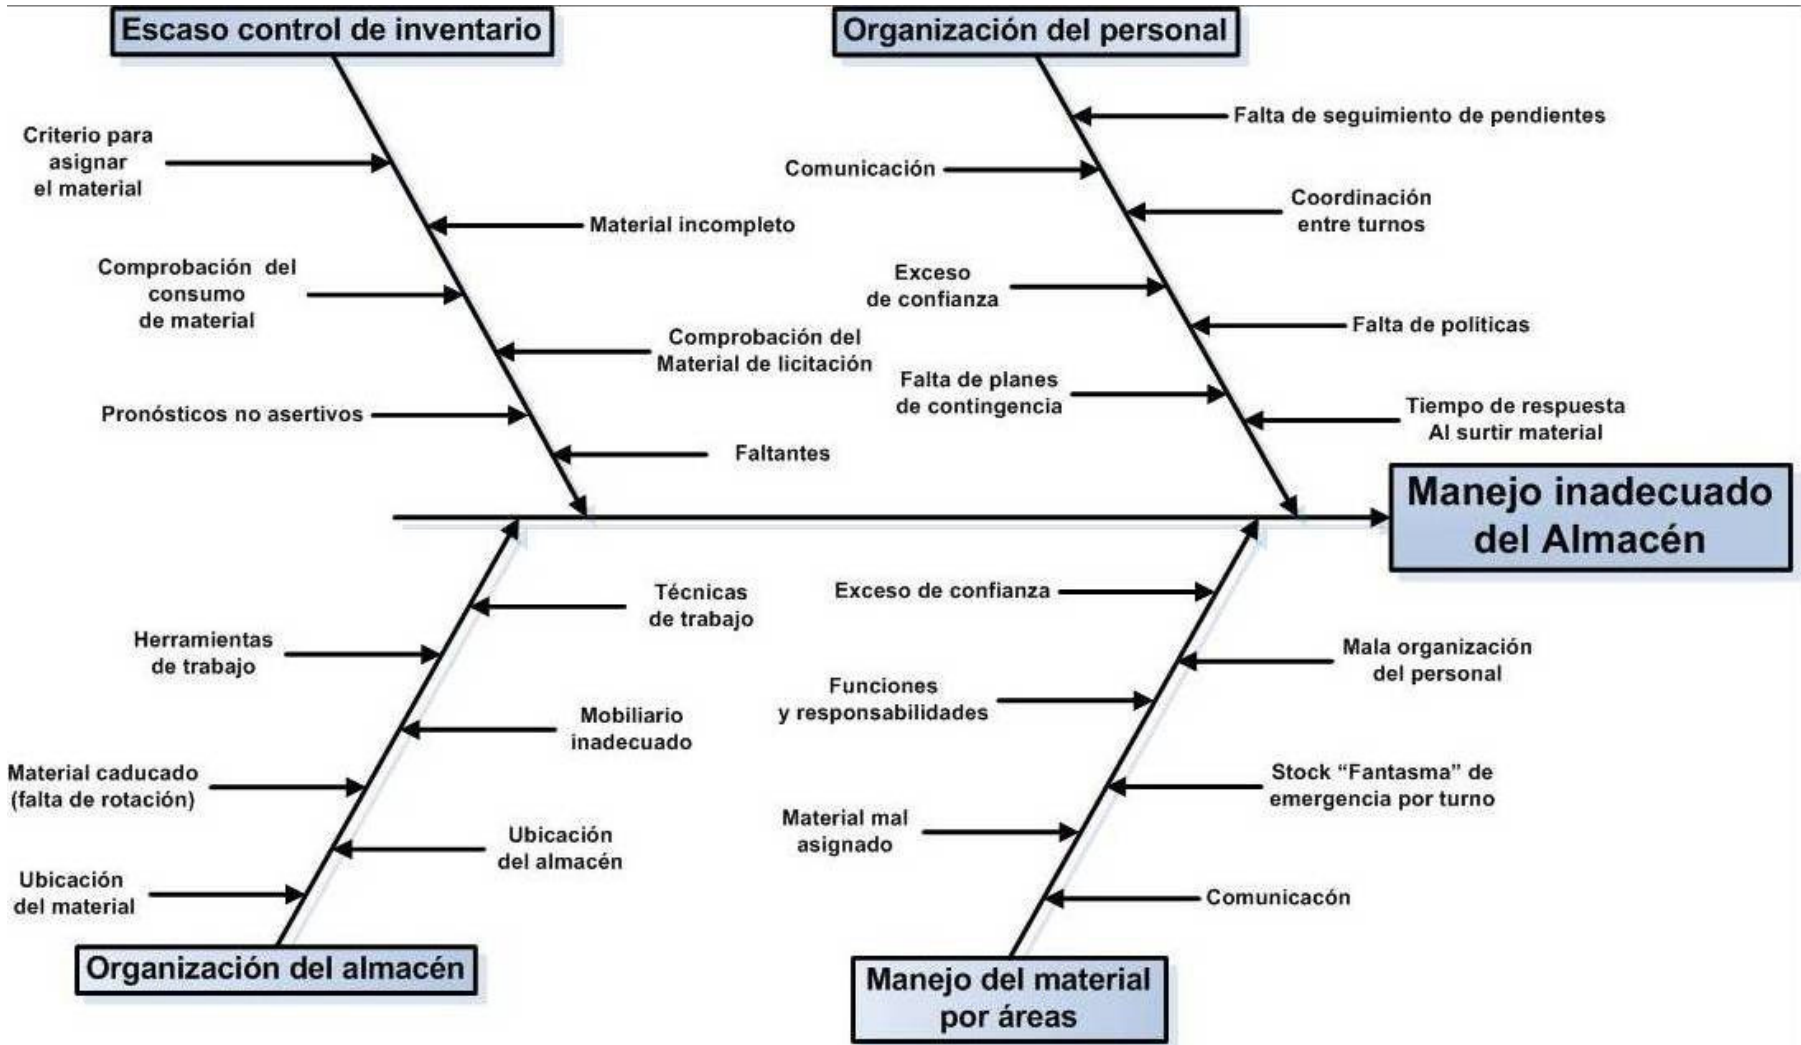 Escaso control de inventario
Organización del personal
Criterio para
asignar
el material
Material incompleto
Comprobación del
consumo
de material
Comprobación del
Material de licitación
Pronósticos no asertivos
Faltantes
Falta de seguimiento de pendientes
Comunicación
Coordinación
entre turnos
Exceso
de confianza
Falta de politicas
Falta de planes
de contingencia
Tiempo de respuesta
Al surtir material
Manejo inadecuado
del Almacén
Técnicas
de trabajo
Herramientas
de trabajo
Mobiliario
inadecuado
Material caducado
(falta de rotación)
Ubicación
del almacén
Ubicación
del material
Organización del almacén
Exceso de confianza
Mala organización
del personal
Funciones
y responsabilidades
Stock “Fantasma” de
emergencia por turno
Material mal
asignado
Comunicacón
Manejo del material
por áreas